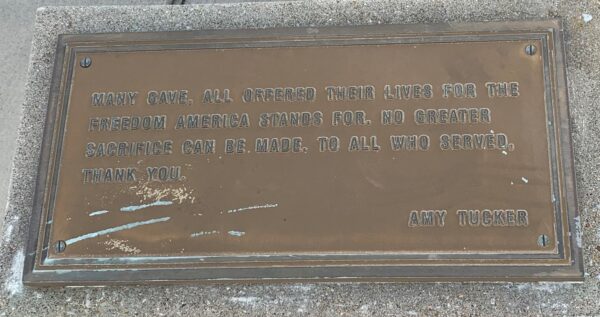 MANY GAVE, ALL OFFERED THEIR LIVES FOR THE
FREEDOM AMERICA STANDS FOR. NO GREATER
SACRIFICE CAN BE MADE. TO ALL WHO SERVED,
THANK YOU.
AMY TUCKER